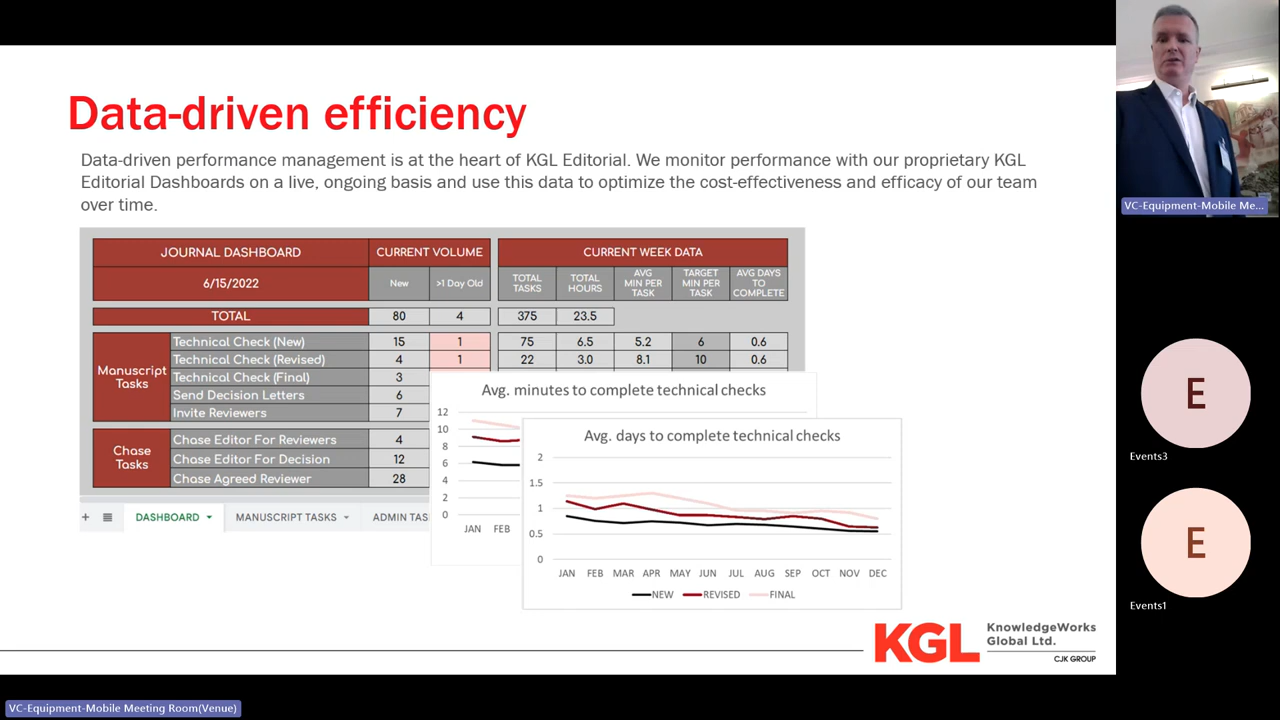 Data-driven efficiency
Data-driven performance management is at the heart of KGL Editorial. We monitor performance with our proprietary KGL
Editorial Dashboards on a live, ongoing basis and use this data to optimize the cost-effectiveness and efficacy of our team
over time.
JOURNAL DASHBOARD CURRENT VOLUME CURRENT WEEK DATA
6/15/2022 New >1 Day Old TOTAL TASKS TOTAL HOURS AVG MIN PER TASK TARGET MIN PER TASK AVG DAYS TO COMPLETE
TOTAL 80 4 375 23.5
Manuscript Tasks
Technical Check (New) 15 1 75 6.5 5.2 6 0.6
Technical Check (Revised) 4 1 22 3.0 8.1 10 0.6
Technical Check (Final) 3
Send Decision Letters 6
Invite Reviewers 7
Chase Tasks
Chase Editor For Reviewers 4
Chase Editor For Decision 12
Chase Agreed Reviewer 28
+ DASHBOARD MANUSCRIPT TASKS ADMIN TAS
Avg. minutes to complete technical checks
12
10
8
6
4
2
0
JAN FEB
Avg. days to complete technical checks
2
1.5
1
0.5
0
JAN FEB MAR APR MAY JUN JUL AUG SEP OCT NOV DEC
NEW REVISED FINAL
KGL KnowledgeWorks
Global Ltd.
CJK GROUP
VC-Equipment-Mobile Me...
E
Events3
E
Events1
VC-Equipment-Mobile Meeting Room(Venue)